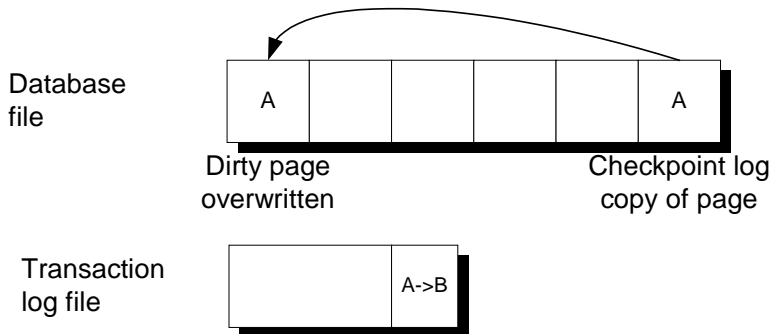 Database
file
A
A
Dirty page
overwritten
Checkpoint log
copy of page
Transaction
log file
A->B